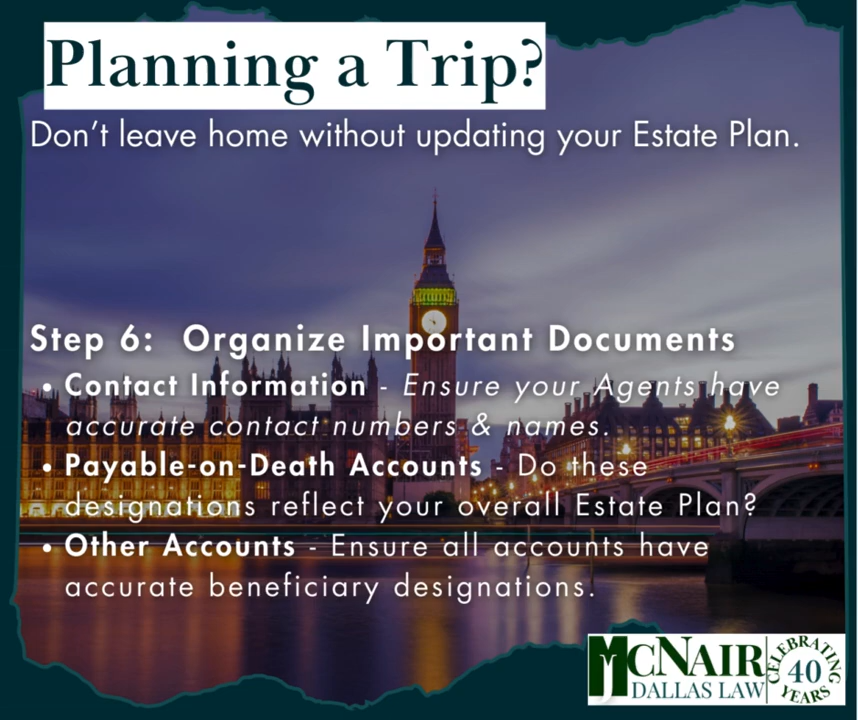 Planning a Trip?
Don't leave home without updating your Estate Plan.
Step 6: Organize Important Documents
• Contact Information - Ensure your Agents have
accurate contact numbers & names.
• Payable-on-Death Accounts - Do these
designations reflect your overall Estate Plan?
• Other Accounts - Ensure all accounts have
accurate beneficiary designations.
McNair
Dallas Law
CELEBRATING
40
YEARS